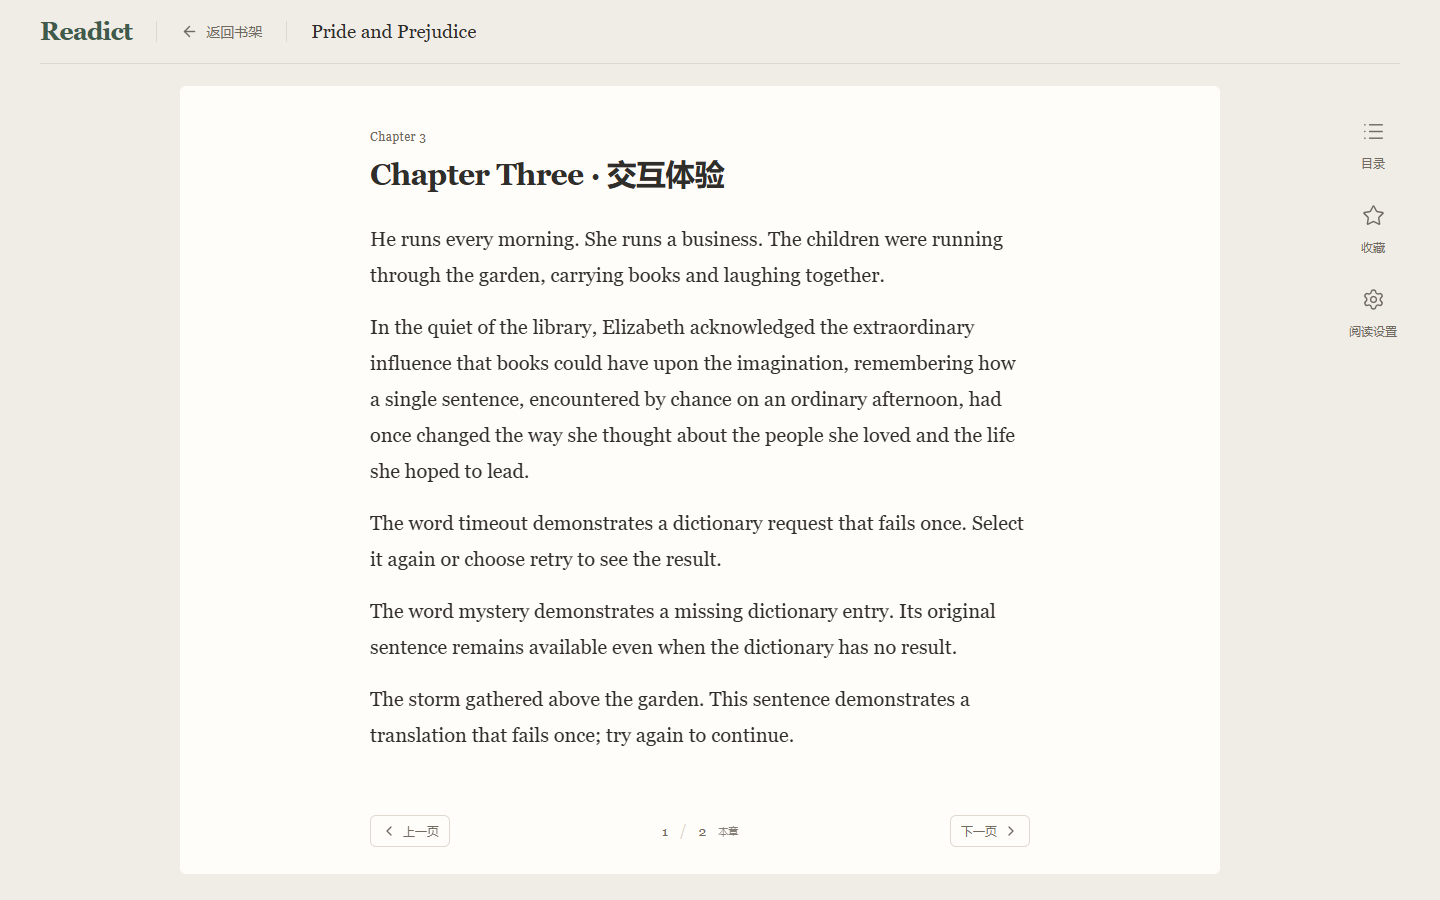 Readict
返回书架
Pride and Prejudice
Chapter 3
Chapter Three · 交互体验
He runs every morning. She runs a business. The children were running
through the garden, carrying books and laughing together.
In the quiet of the library, Elizabeth acknowledged the extraordinary
influence that books could have upon the imagination, remembering how
a single sentence, encountered by chance on an ordinary afternoon, had
once changed the way she thought about the people she loved and the life
she hoped to lead.
The word timeout demonstrates a dictionary request that fails once. Select
it again or choose retry to see the result.
The word mystery demonstrates a missing dictionary entry. Its original
sentence remains available even when the dictionary has no result.
The storm gathered above the garden. This sentence demonstrates a
translation that fails once; try again to continue.
上一页
1 / 2 本章
下一页
目录
收藏
阅读设置